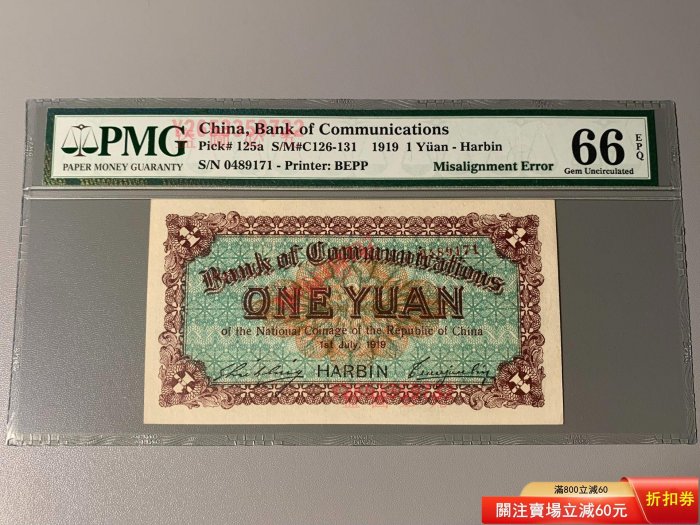 PMG
PAPER MONEY GUARANTY
China, Bank of Communications
Pick# 125a S/M#C126-131 1919 1 Yüan - Harbin
S/N 0489171 - Printer: BEPP
Misalignment Error
66
EPQ
Gem Uncirculated
Bank of Communications
ONE YUAN
of the National Coinage of the Republic of China
1st July, 1919
HARBIN
滿800立減60
關注賣場立減60元
折扣券